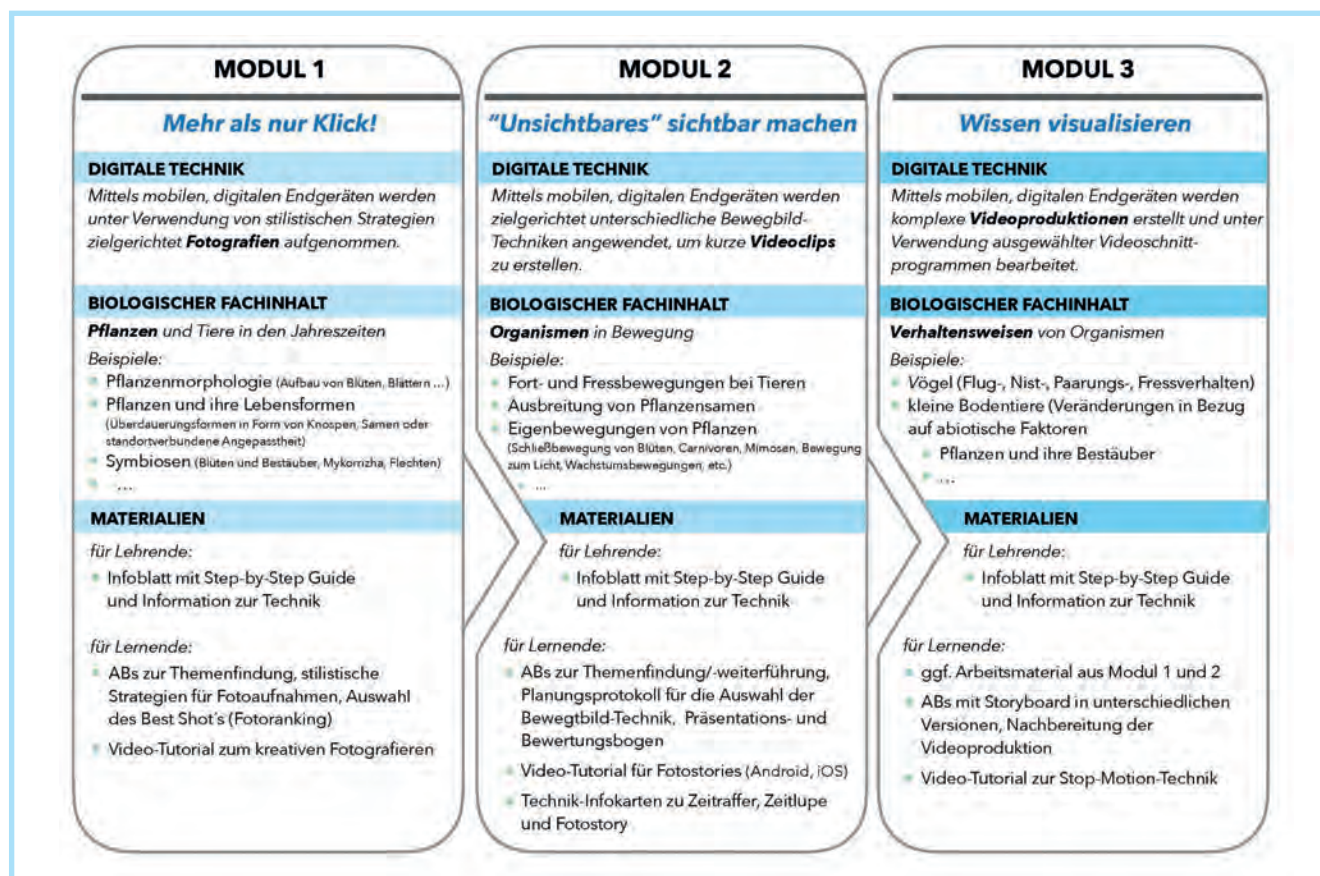 MODUL 1
Mehr als nur Klick!
DIGITALE TECHNIK
Mittels mobilen, digitalen Endgeräten werden
unter Verwendung von stilistischen Strategien
zielgerichtet Fotografien aufgenommen.
BIOLOGISCHER FACHINHALT
Pflanzen und Tiere in den Jahreszeiten
Beispiele:
Pflanzenmorphologie (Aufbau von Blüten, Blättern ...)
Pflanzen und ihre Lebensformen
(Überdauerungsformen in Form von Knospen, Samen oder
standortverbundene Angepasstheit)
Symbiosen (Blüten und Bestäuber, Mykorrizha, Flechten)
...
MATERIALIEN
für Lehrende:
Infoblatt mit Step-by-Step Guide
und Information zur Technik
für Lernende:
ABs zur Themenfindung, stilistische
Strategien für Fotoaufnahmen, Auswahl
des Best Shot´s (Fotoranking)
Video-Tutorial zum kreativen Fotografieren
MODUL 2
"Unsichtbares" sichtbar machen
DIGITALE TECHNIK
Mittels mobilen, digitalen Endgeräten werden
zielgerichtet unterschiedliche Bewegbild-
Techniken angewendet, um kurze Videoclips
zu erstellen.
BIOLOGISCHER FACHINHALT
Organismen in Bewegung
Beispiele:
Fort- und Fressbewegungen bei Tieren
Ausbreitung von Pflanzensamen
Eigenbewegungen von Pflanzen
(Schließbewegung von Blüten, Carnivoren, Mimosen, Bewegung
zum Licht, Wachstumsbewegungen, etc.)
...
MATERIALIEN
für Lehrende:
Infoblatt mit Step-by-Step Guide
und Information zur Technik
für Lernende:
ABs zur Themenfindung/-weiterführung,
Planungsprotokoll für die Auswahl der
Bewegtbild-Technik, Präsentations- und
Bewertungsbogen
Video-Tutorial für Fotostories (Android, iOS)
Technik-Infokarten zu Zeitraffer, Zeitlupe
und Fotostory
MODUL 3
Wissen visualisieren
DIGITALE TECHNIK
Mittels mobilen, digitalen Endgeräten werden
komplexe Videoproduktionen erstellt und unter
Verwendung ausgewählter Videoschnitt-
programmen bearbeitet.
BIOLOGISCHER FACHINHALT
Verhaltensweisen von Organismen
Beispiele:
Vögel (Flug-, Nist-, Paarungs-, Fressverhalten)
kleine Bodentiere (Veränderungen in Bezug
auf abiotische Faktoren
Pflanzen und ihre Bestäuber
...
MATERIALIEN
für Lehrende:
Infoblatt mit Step-by-Step Guide
und Information zur Technik
für Lernende:
ggf. Arbeitsmaterial aus Modul 1 und 2
ABs mit Storyboard in unterschiedlichen
Versionen, Nachbereitung der
Videoproduktion
Video-Tutorial zur Stop-Motion-Technik